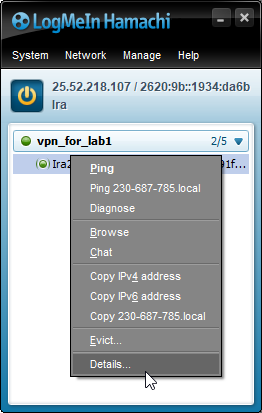 LogMeIn Hamachi
System Network Manage Help
25.52.218.107 / 2620:9b::1934:da6b
Ira
vpn_for_lab1 2/5
Ira2 91f...
Ping
Ping 230-687-785.local
Diagnose
Browse
Chat
Copy IPv4 address
Copy IPv6 address
Copy 230-687-785.local
Evict...
Details...